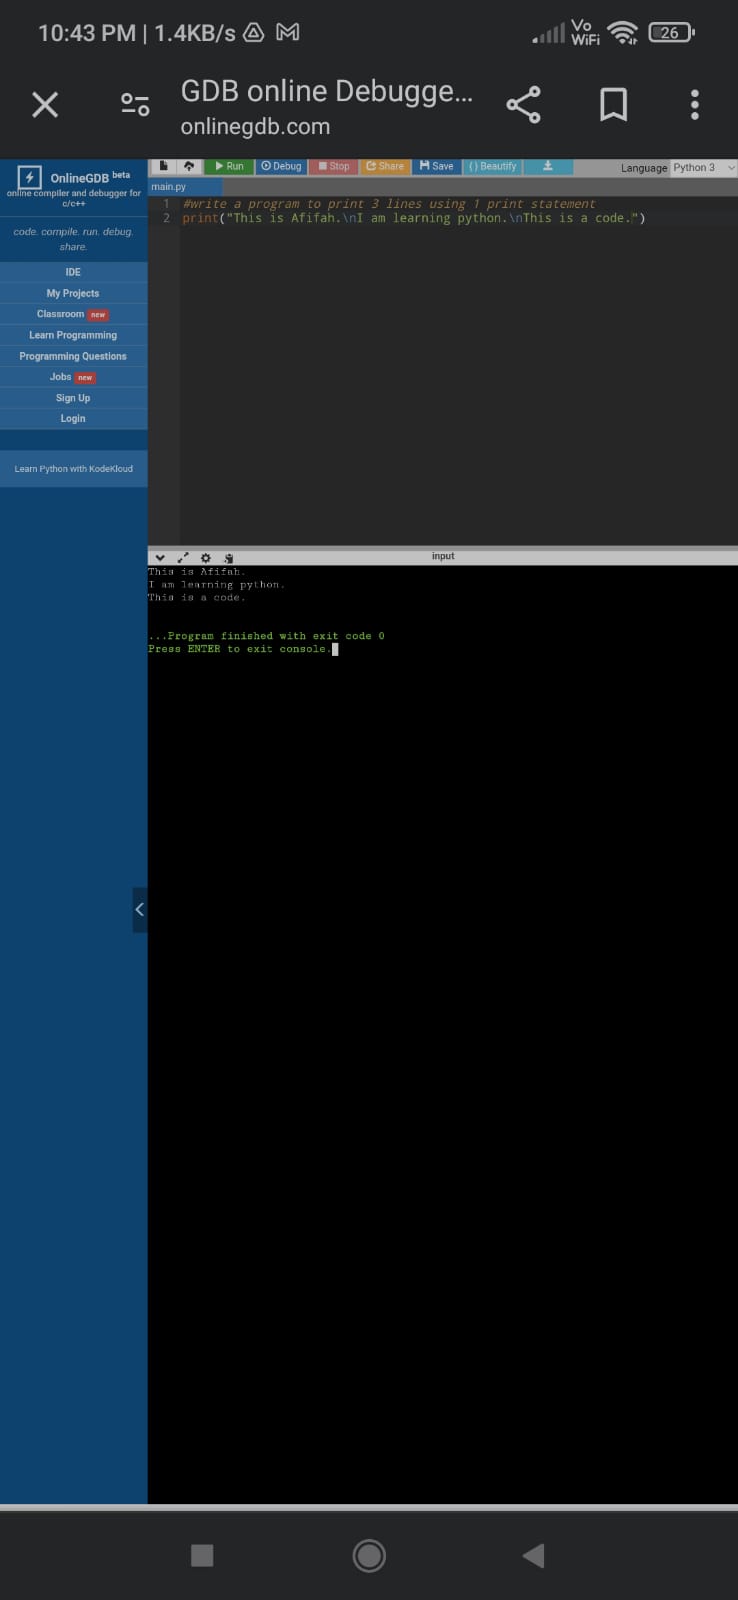 10:43 PM | 1.4KB/s
Vo
WiFi
26
GDB online Debugge...
onlinegdb.com
OnlineGDB beta
online compiler and debugger for
c/c++
code. compile. run. debug.
share.
IDE
My Projects
Classroom new
Learn Programming
Programming Questions
Jobs new
Sign Up
Login
Learn Python with KodeKloud
Run Debug Stop Share Save {} Beautify
Language Python 3
main.py
1 #write a program to print 3 lines using 1 print statement
2 print("This is Afifah.\nI am learning python.\nThis is a code.")
input
This is Afifah.
I am learning python.
This is a code.
...Program finished with exit code 0
Press ENTER to exit console.